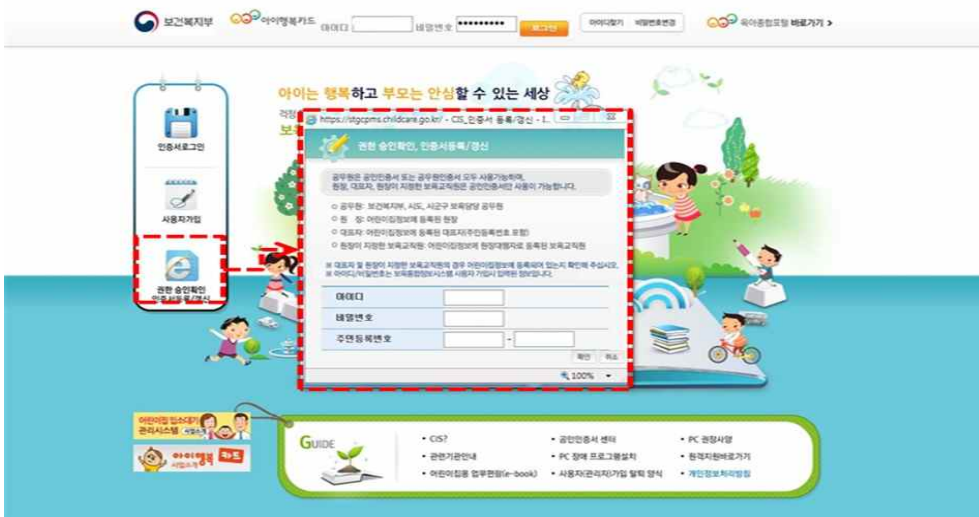 보건복지부
아이행복카드
아이디
비밀번호
•••••••••
로그인
아이디찾기
비밀번호변경
육아종합포털 바로가기 >
인증서로그인
사용자가입
권한 승인확인
인증서등록/갱신
아이는 행복하고 부모는 안심할 수 있는 세상
https://stgcpms.childcare.go.kr/ - CIS_인증서 등록/갱신 - I..
권한 승인확인, 인증서등록/갱신
공무원은 공인인증서 또는 공무원인증서 모두 사용가능하며,
원장, 대표자, 원장이 지정한 보육교직원은 공인인증서만 사용이 가능합니다.
○ 공무원: 보건복지부, 시도, 시군구 보육담당 공무원
○ 원 장: 어린이집정보에 등록된 원장
○ 대표자: 어린이집정보에 등록된 대표자(주민등록번호 포함)
○ 원장이 지정한 보육교직원: 어린이집정보에 원장대행자로 등록된 보육교직원
※ 대표자 및 원장이 지정한 보육교직원의 경우 어린이집정보에 등록되어 있는지 확인해 주십시오.
※ 아이디/비밀번호는 보육통합정보시스템 사용자 가입시 입력된 정보입니다.
아이디
비밀번호
주민등록번호
-
확인
취소
100%
어린이집 입소대기
관리시스템 사업소개
아이행복 카드
사업소개
GUIDE
• CIS?
• 공인인증서 센터
• PC 권장사양
• 관련기관안내
• PC 장애 프로그램설치
• 원격지원바로가기
• 어린이집용 업무편람(e-book)
• 사용자(관리자)가입 탈퇴 양식
• 개인정보처리방침